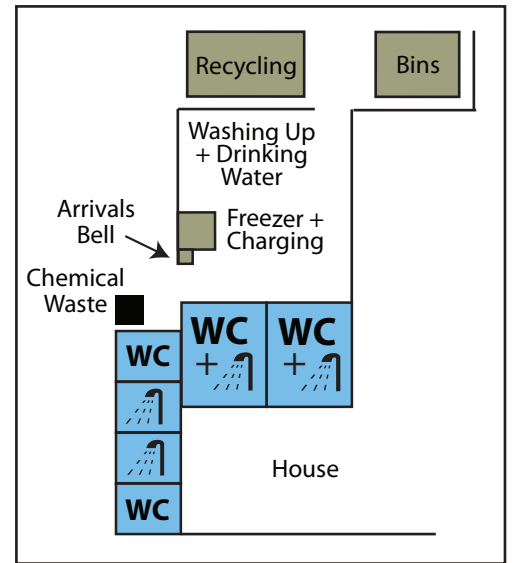 Recycling
Bins
Washing Up
+ Drinking
Water
Arrivals
Bell
Freezer +
Charging
Chemical
Waste
WC
+
WC
+
WC
WC
House